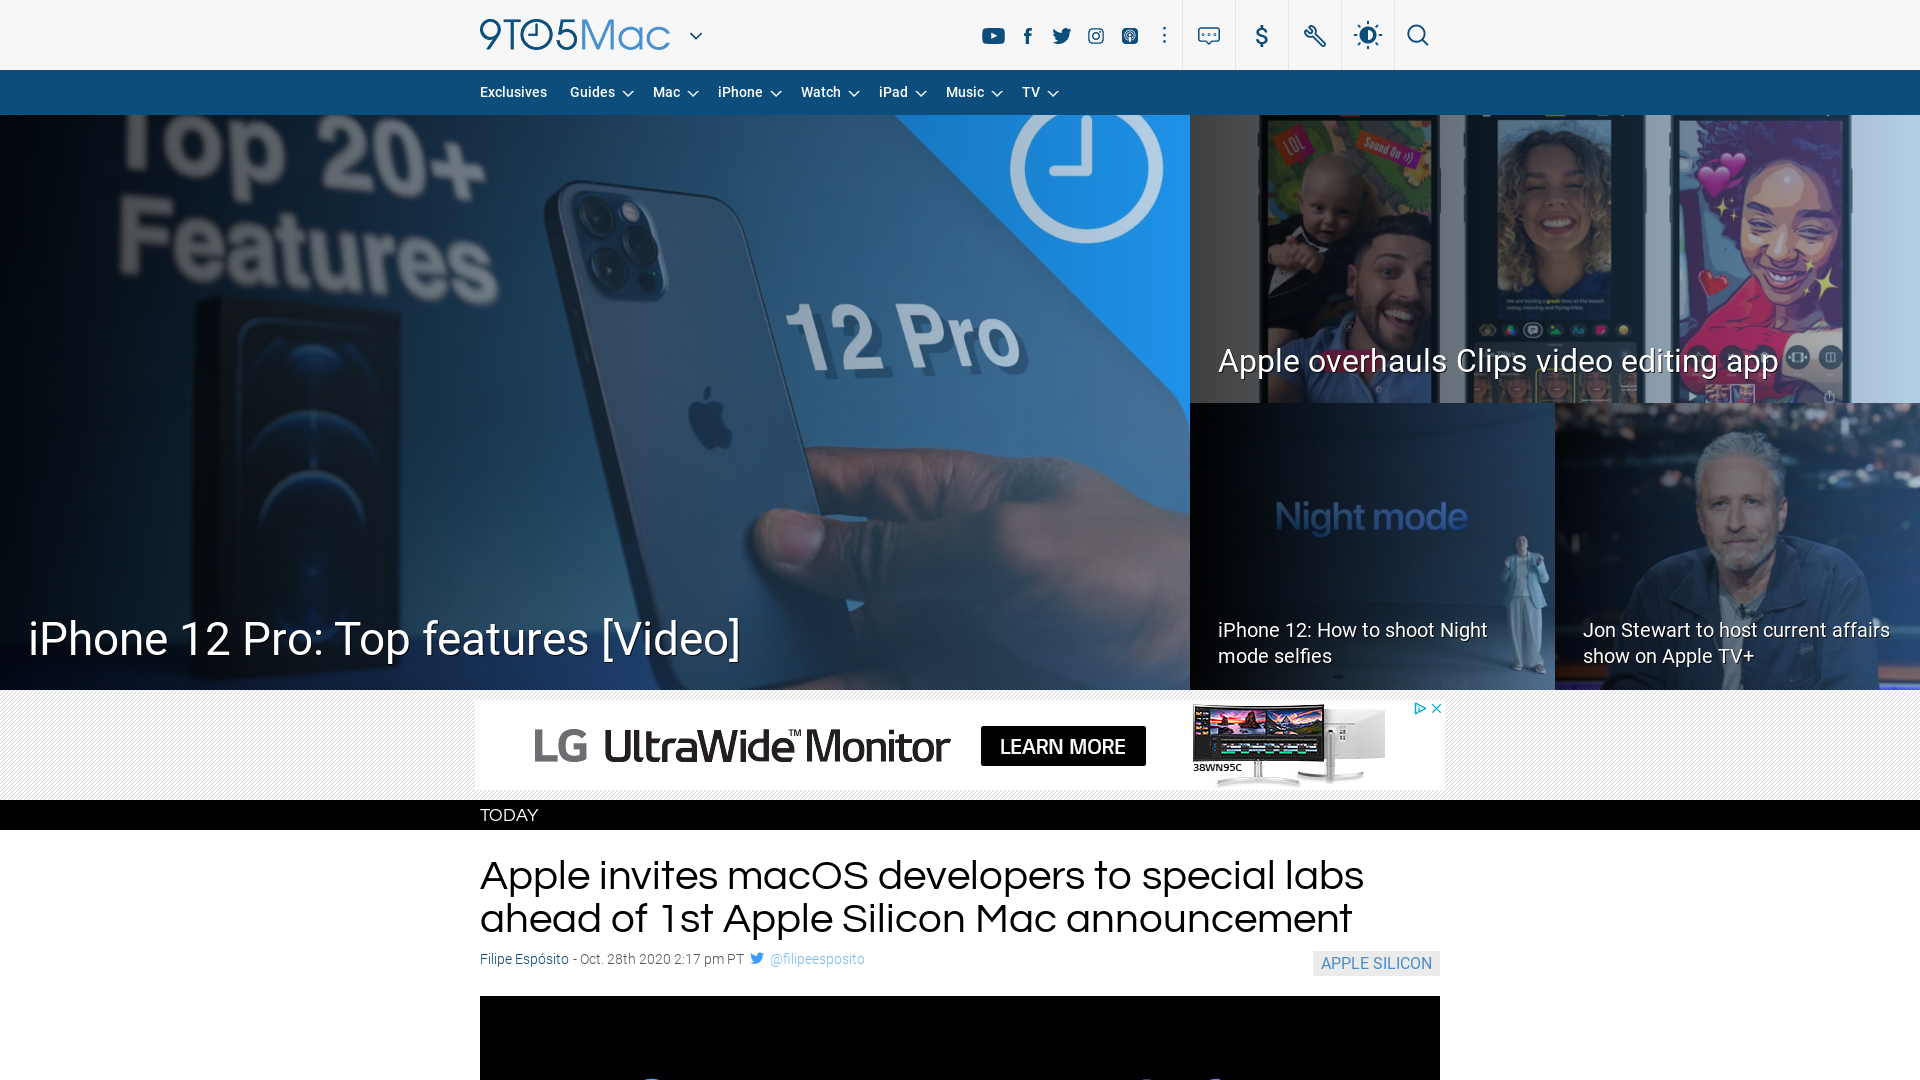 9TO5Mac
Exclusives Guides Mac iPhone Watch iPad Music TV
Top 20+
Features
12 Pro
iPhone 12 Pro: Top features [Video]
LOL
Sound On
Apple overhauls Clips video editing app
Night mode
iPhone 12: How to shoot Night
mode selfies
Jon Stewart to host current affairs
show on Apple TV+
LG UltraWide™ Monitor
LEARN MORE
38WN95C
TODAY
Apple invites macOS developers to special labs
ahead of 1st Apple Silicon Mac announcement
Filipe Espósito - Oct. 28th 2020 2:17 pm PT @filipeesposito
APPLE SILICON